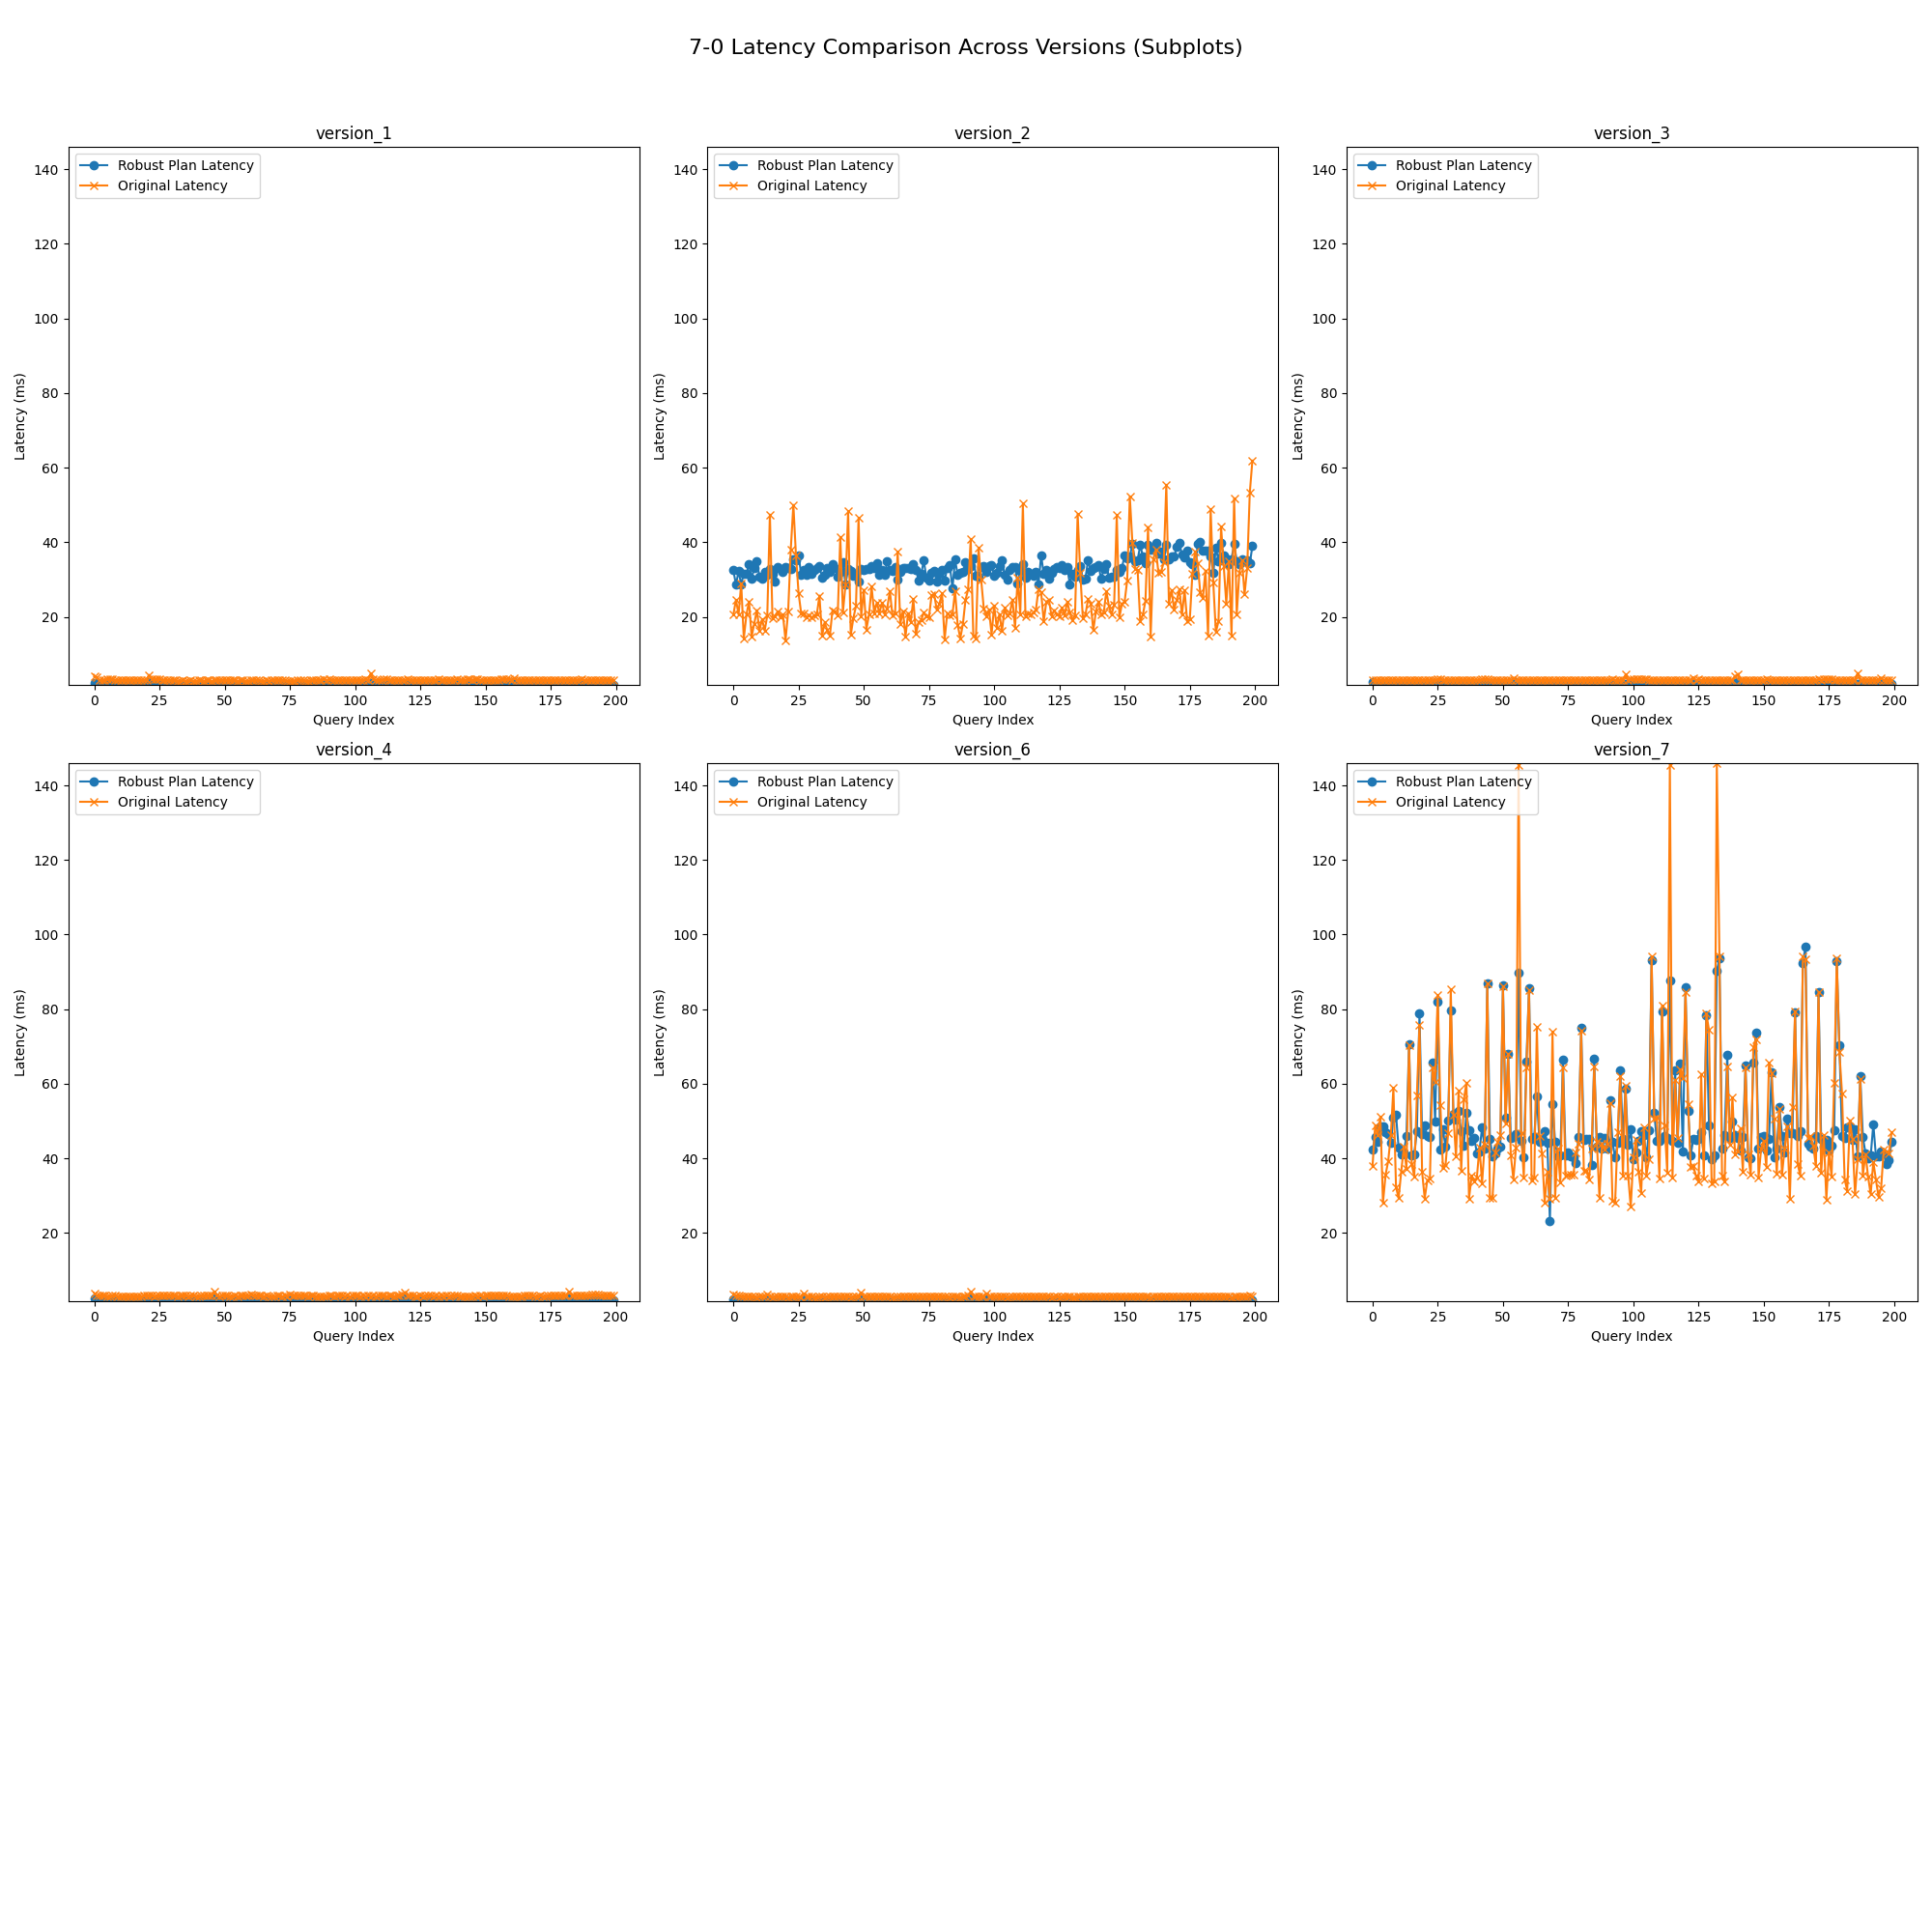 7-0 Latency Comparison Across Versions (Subplots)
version_1
Robust Plan Latency
Original Latency
140
120
100
80
60
40
20
Latency (ms)
0 25 50 75 100 125 150 175 200
Query Index
version_2
Robust Plan Latency
Original Latency
140
120
100
80
60
40
20
Latency (ms)
0 25 50 75 100 125 150 175 200
Query Index
version_3
Robust Plan Latency
Original Latency
140
120
100
80
60
40
20
Latency (ms)
0 25 50 75 100 125 150 175 200
Query Index
version_4
Robust Plan Latency
Original Latency
140
120
100
80
60
40
20
Latency (ms)
0 25 50 75 100 125 150 175 200
Query Index
version_6
Robust Plan Latency
Original Latency
140
120
100
80
60
40
20
Latency (ms)
0 25 50 75 100 125 150 175 200
Query Index
version_7
Robust Plan Latency
Original Latency
140
120
100
80
60
40
20
Latency (ms)
0 25 50 75 100 125 150 175 200
Query Index